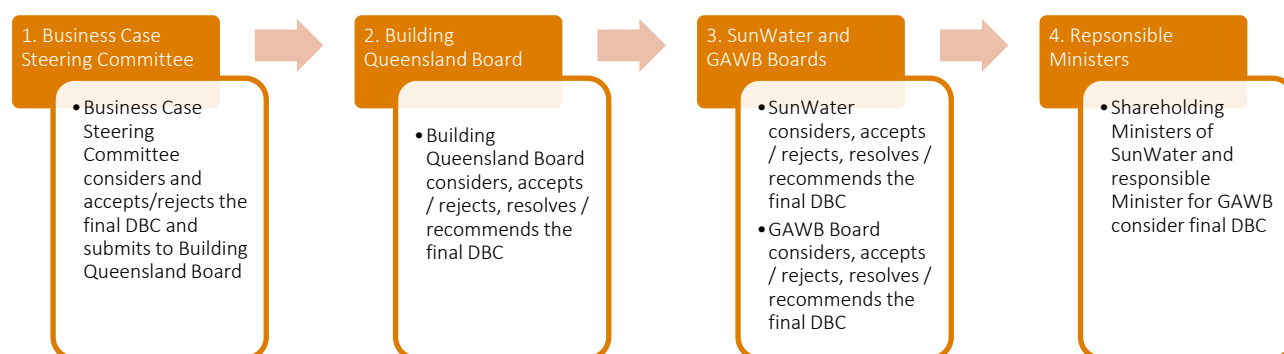 1. Business Case
Steering Committee
•Business Case
Steering
Committee
considers and
accepts/rejects the
final DBC and
submits to Building
Queensland Board
2. Building
Queensland Board
•Building
Queensland Board
considers, accepts
/ rejects, resolves /
recommends the
final DBC
3. SunWater and
GAWB Boards
•SunWater
considers, accepts
/ rejects, resolves /
recommends the
final DBC
•GAWB Board
considers, accepts
/ rejects, resolves /
recommends the
final DBC
4. Repsonsible
Ministers
•Shareholding
Ministers of
SunWater and
responsible
Minister for GAWB
consider final DBC